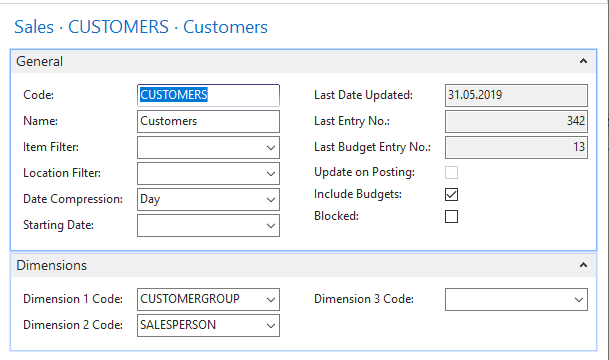 Sales · CUSTOMERS · Customers
General
Code: CUSTOMERS
Last Date Updated: 31.05.2019
Name: Customers
Last Entry No.: 342
Item Filter:
Last Budget Entry No.: 13
Location Filter:
Update on Posting:
Date Compression: Day
Include Budgets:
Starting Date:
Blocked:
Dimensions
Dimension 1 Code: CUSTOMERGROUP
Dimension 3 Code:
Dimension 2 Code: SALESPERSON